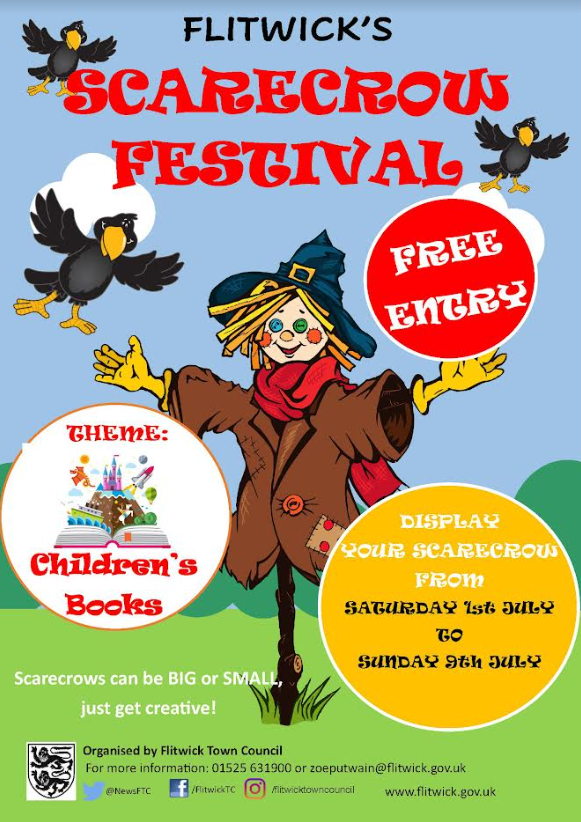 FLITWICK'S
SCARECROW
FESTIVAL
FREE
ENTRY
THEME:
Children's
Books
DISPLAY
YOUR SCARECROW
FROM
SATURDAY 1st JULY
TO
SUNDAY 9th JULY
Scarecrows can be BIG or SMALL,
just get creative!
Organised by Flitwick Town Council
For more information: 01525 631900 or zoeputwain@flitwick.gov.uk
@NewsFTC /FlitwickTC /flitwicktowncouncil www.flitwick.gov.uk